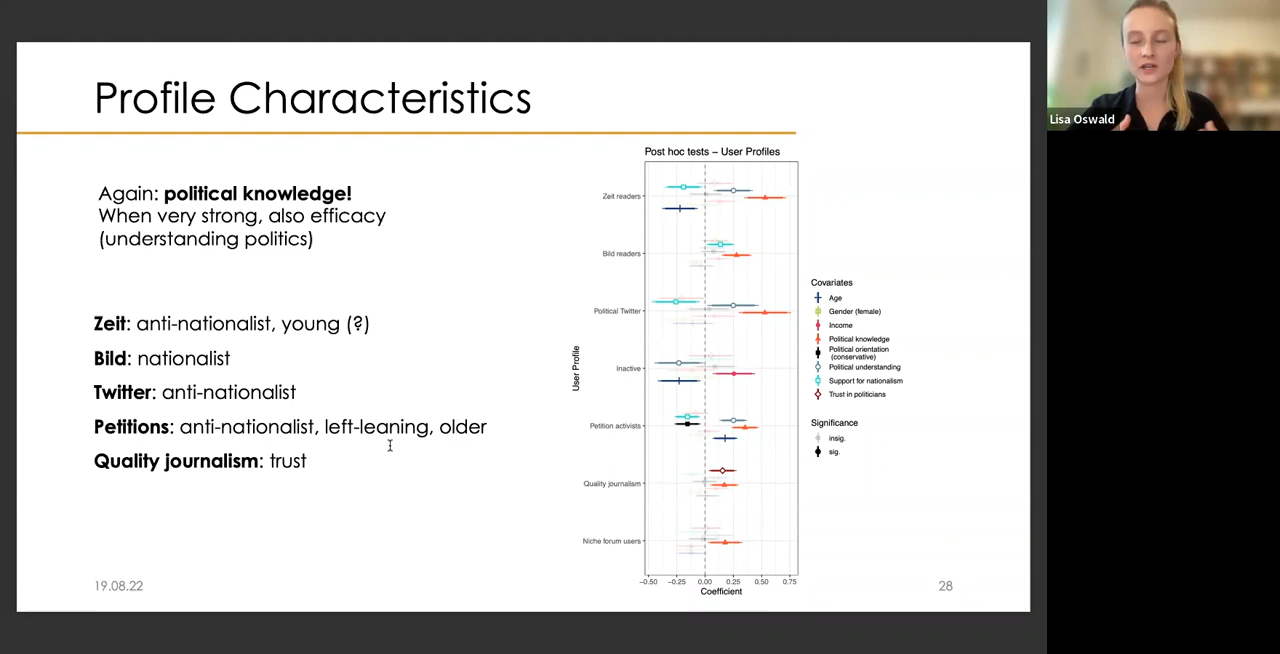 Profile Characteristics
Again: political knowledge!
When very strong, also efficacy
(understanding politics)
Zeit: anti-nationalist, young (?)
Bild: nationalist
Twitter: anti-nationalist
Petitions: anti-nationalist, left-leaning, older
Quality journalism: trust
19.08.22
Post hoc tests – User Profiles
User Profile
Zeit readers
Bild readers
Political Twitter
Inactive
Petition activists
Quality journalism
Niche forum users
−0.50 −0.25 0.00 0.25 0.50 0.75
Coefficient
Covariates
Age
Gender (female)
Income
Political knowledge
Political orientation
(conservative)
Political understanding
Support for nationalism
Trust in politicians
Significance
insig.
sig.
28
Lisa Oswald